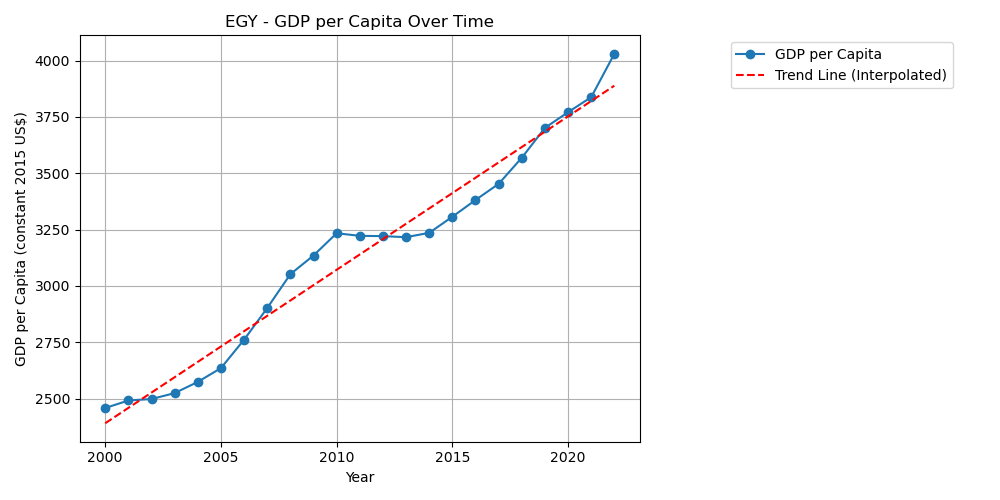 EGY - GDP per Capita Over Time
GDP per Capita
Trend Line (Interpolated)
GDP per Capita (constant 2015 US$)
4000
3750
3500
3250
3000
2750
2500
2000 2005 2010 2015 2020
Year